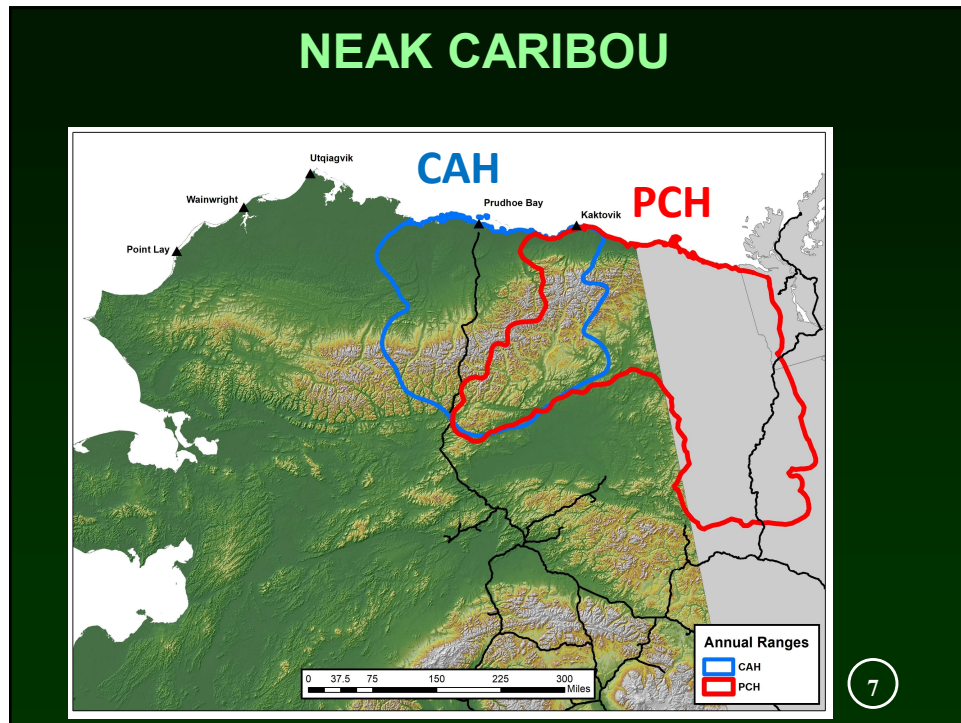 NEAK CARIBOU
Utqiagvik
CAH
Wainwright
Prudhoe Bay
PCH
Kaktovik
Point Lay
Annual Ranges
CAH
PCH
0 37.5 75 150 225 300
Miles
7